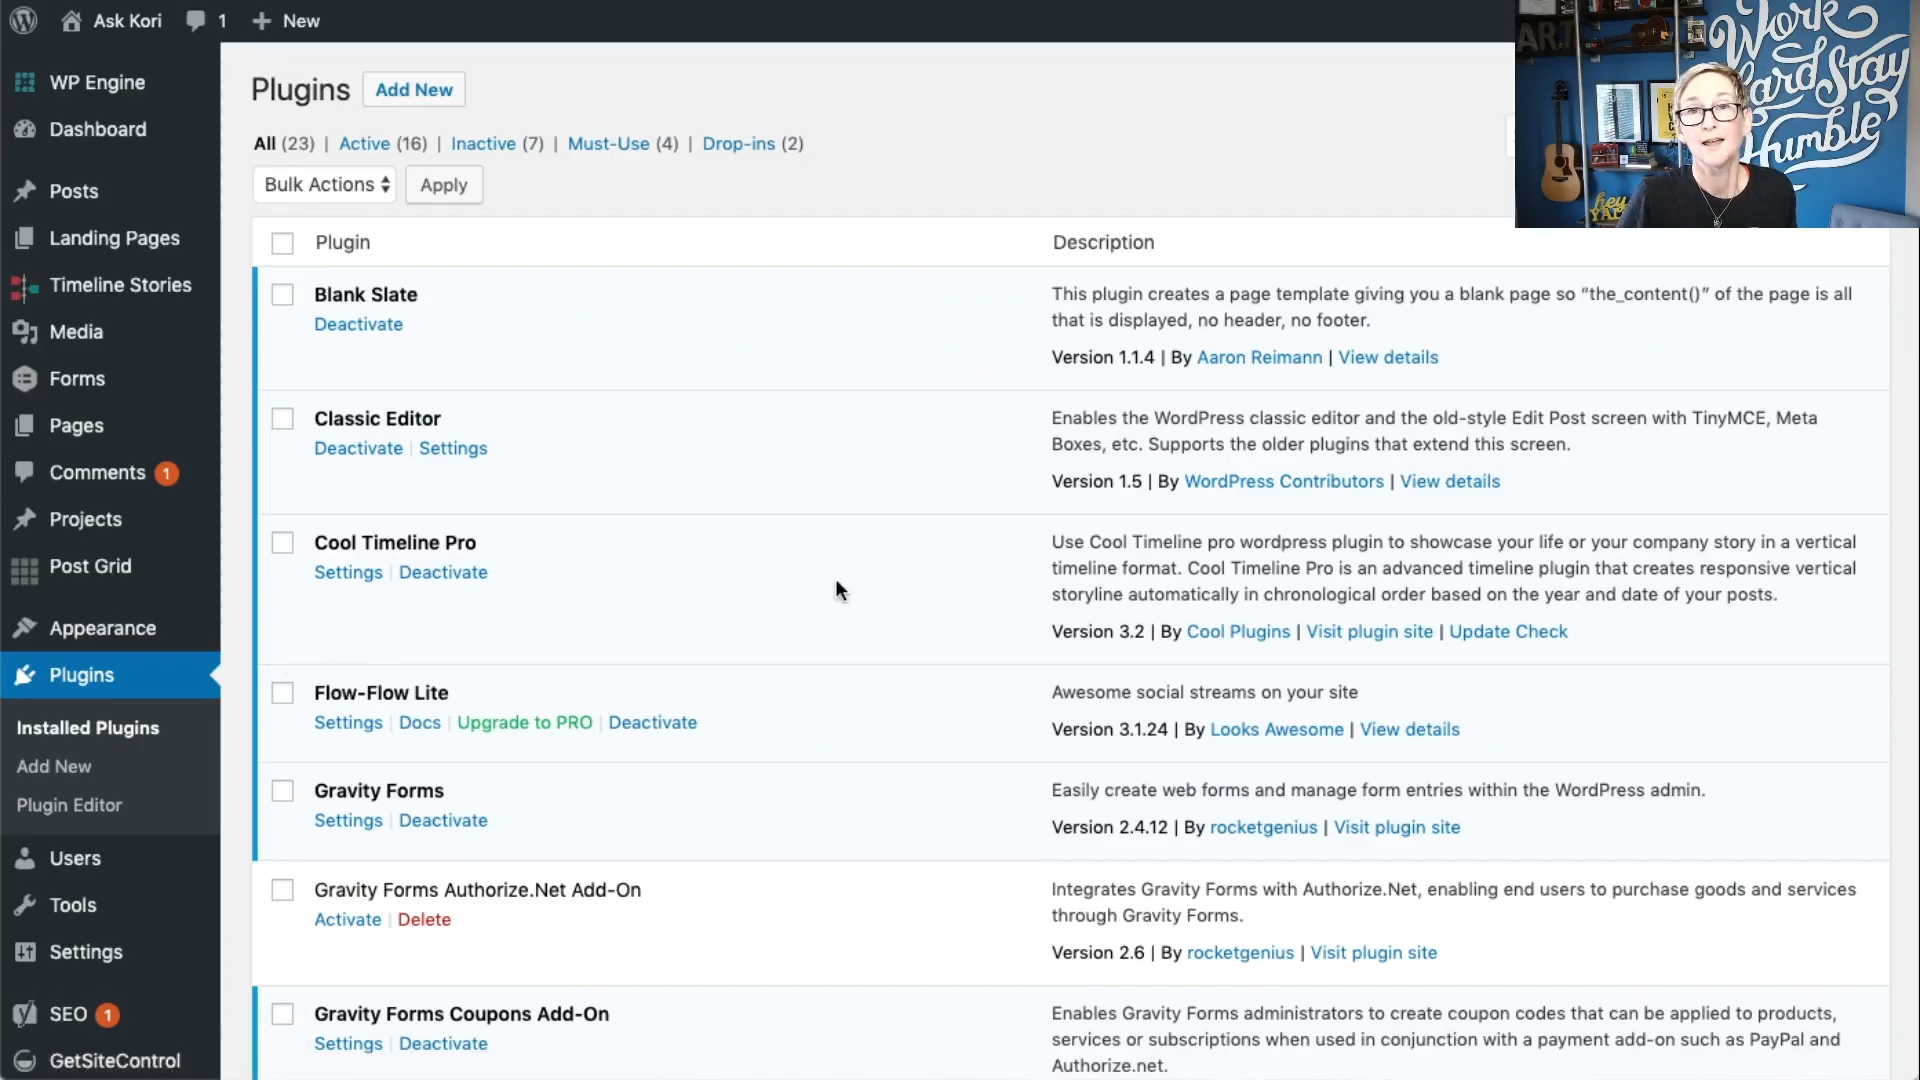 Ask Kori
1
New
WP Engine
Dashboard
Posts
Landing Pages
Timeline Stories
Media
Forms
Pages
Comments 1
Projects
Post Grid
Appearance
Plugins
Installed Plugins
Add New
Plugin Editor
Users
Tools
Settings
SEO 1
GetSiteControl
Plugins Add New
All (23) | Active (16) | Inactive (7) | Must-Use (4) | Drop-ins (2)
Bulk Actions Apply
Plugin Description
Blank Slate
Deactivate
This plugin creates a page template giving you a blank page so “the_content()” of the page is all
that is displayed, no header, no footer.
Version 1.1.4 | By Aaron Reimann | View details
Classic Editor
Deactivate | Settings
Enables the WordPress classic editor and the old-style Edit Post screen with TinyMCE, Meta
Boxes, etc. Supports the older plugins that extend this screen.
Version 1.5 | By WordPress Contributors | View details
Cool Timeline Pro
Settings | Deactivate
Use Cool Timeline pro wordpress plugin to showcase your life or your company story in a vertical
timeline format. Cool Timeline Pro is an advanced timeline plugin that creates responsive vertical
storyline automatically in chronological order based on the year and date of your posts.
Version 3.2 | By Cool Plugins | Visit plugin site | Update Check
Flow-Flow Lite
Settings | Docs | Upgrade to PRO | Deactivate
Awesome social streams on your site
Version 3.1.24 | By Looks Awesome | View details
Gravity Forms
Settings | Deactivate
Easily create web forms and manage form entries within the WordPress admin.
Version 2.4.12 | By rocketgenius | Visit plugin site
Gravity Forms Authorize.Net Add-On
Activate | Delete
Integrates Gravity Forms with Authorize.Net, enabling end users to purchase goods and services
through Gravity Forms.
Version 2.6 | By rocketgenius | Visit plugin site
Gravity Forms Coupons Add-On
Settings | Deactivate
Enables Gravity Forms administrators to create coupon codes that can be applied to products,
services or subscriptions when used in conjunction with a payment add-on such as PayPal and
Authorize.net.
ART
Work
Hard Stay
Humble
hey
YA'LL